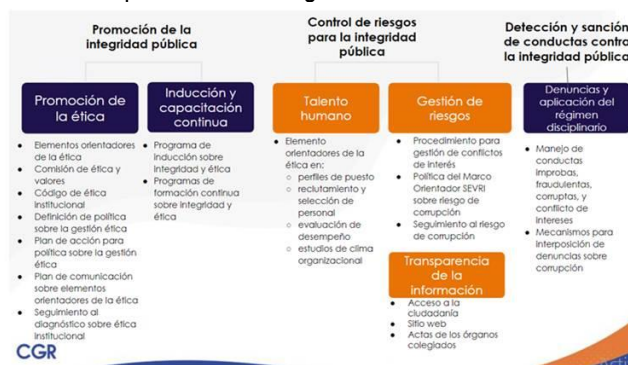 Promoción de la
integridad pública
Control de riesgos
para la integridad
pública
Detección y sanción
de conductas contra
la integridad pública
Promoción de
la ética
Elementos orientadores
de la ética
Comisión de ética y
valores
Código de ética
institucional
Definición de política
sobre la gestión ética
Plan de acción para
política sobre la gestión
ética
Plan de comunicación
sobre elementos
orientadores de la ética
Seguimiento al
diagnóstico sobre ética
institucional
Inducción y
capacitación
continua
Programa de
inducción sobre
integridad y ética
Programas de
formación continua
sobre integridad y
ética
Talento
humano
Elemento
orientadores de la
ética en:
perfiles de puesto
reclutamiento y
selección de
personal
evaluación de
desempeño
estudios de clima
organizacional
Gestión de
riesgos
Procedimiento para
gestión de conflictos
de interés
Política del Marco
Orientador SEVRI
sobre riesgo de
corrupción
Seguimiento al riesgo
de corrupción
Transparencia
de la
información
Acceso a la
ciudadanía
Sitio web
Actas de los órganos
colegiados
Denuncias y
aplicación del
régimen
disciplinario
Manejo de
conductas
improbas,
fraudulentas,
corruptas, y
conflicto de
intereses
Mecanismos para
interposición de
denuncias sobre
corrupción
CGR